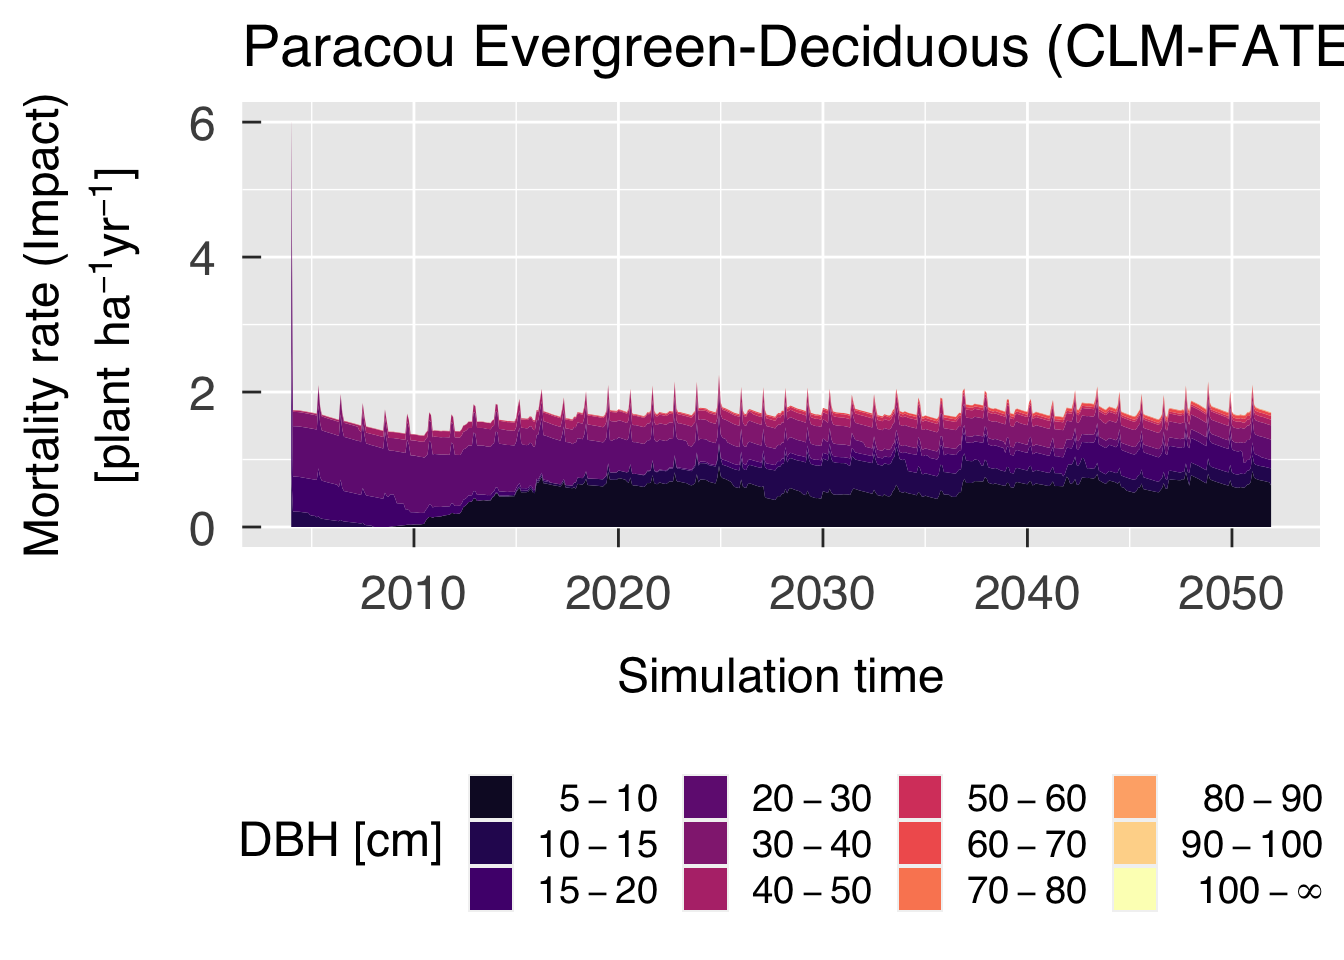 Paracou Evergreen-Deciduous (CLM-FATE
Mortality rate (Impact)
[plant ha⁻¹yr⁻¹]
6
4
2
0
2010 2020 2030 2040 2050
Simulation time
DBH [cm]
5 – 10 20 – 30 50 – 60 80 – 90
10 – 15 30 – 40 60 – 70 90 – 100
15 – 20 40 – 50 70 – 80 100 – ∞